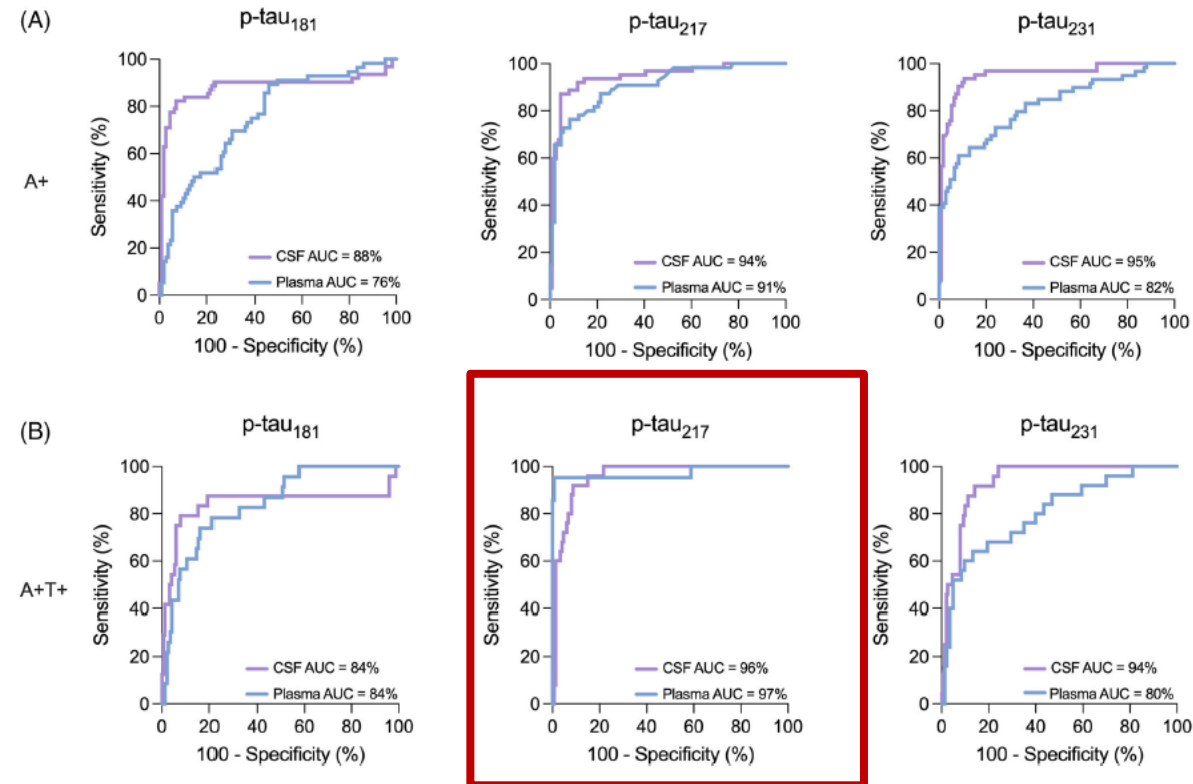 (A)
p-tau181
p-tau217
p-tau231
A+
Sensitivity (%)
100
80
60
40
20
0
CSF AUC = 88%
Plasma AUC = 76%
0 20 40 60 80 100
100 - Specificity (%)
Sensitivity (%)
100
80
60
40
20
0
CSF AUC = 94%
Plasma AUC = 91%
0 20 40 60 80 100
100 - Specificity (%)
Sensitivity (%)
100
80
60
40
20
0
CSF AUC = 95%
Plasma AUC = 82%
0 20 40 60 80 100
100 - Specificity (%)
(B)
p-tau181
p-tau217
p-tau231
A+T+
Sensitivity (%)
100
80
60
40
20
0
CSF AUC = 84%
Plasma AUC = 84%
0 20 40 60 80 100
100 - Specificity (%)
Sensitivity (%)
100
80
60
40
20
0
CSF AUC = 96%
Plasma AUC = 97%
0 20 40 60 80 100
100 - Specificity (%)
Sensitivity (%)
100
80
60
40
20
0
CSF AUC = 94%
Plasma AUC = 80%
0 20 40 60 80 100
100 - Specificity (%)